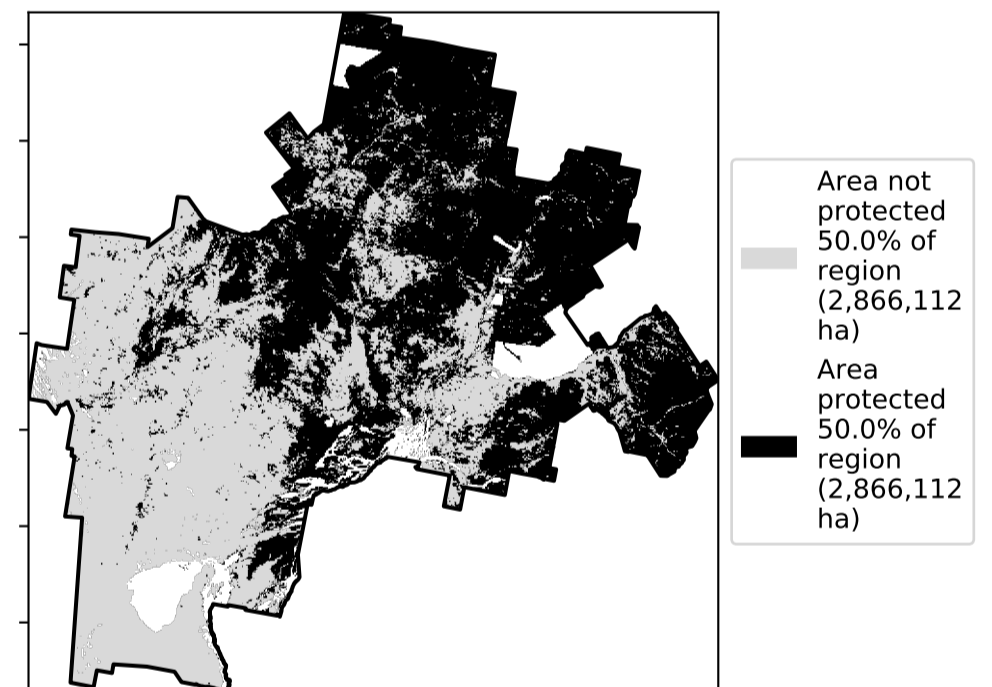 Area not
protected
50.0% of
region
(2,866,112
ha)
Area
protected
50.0% of
region
(2,866,112
ha)